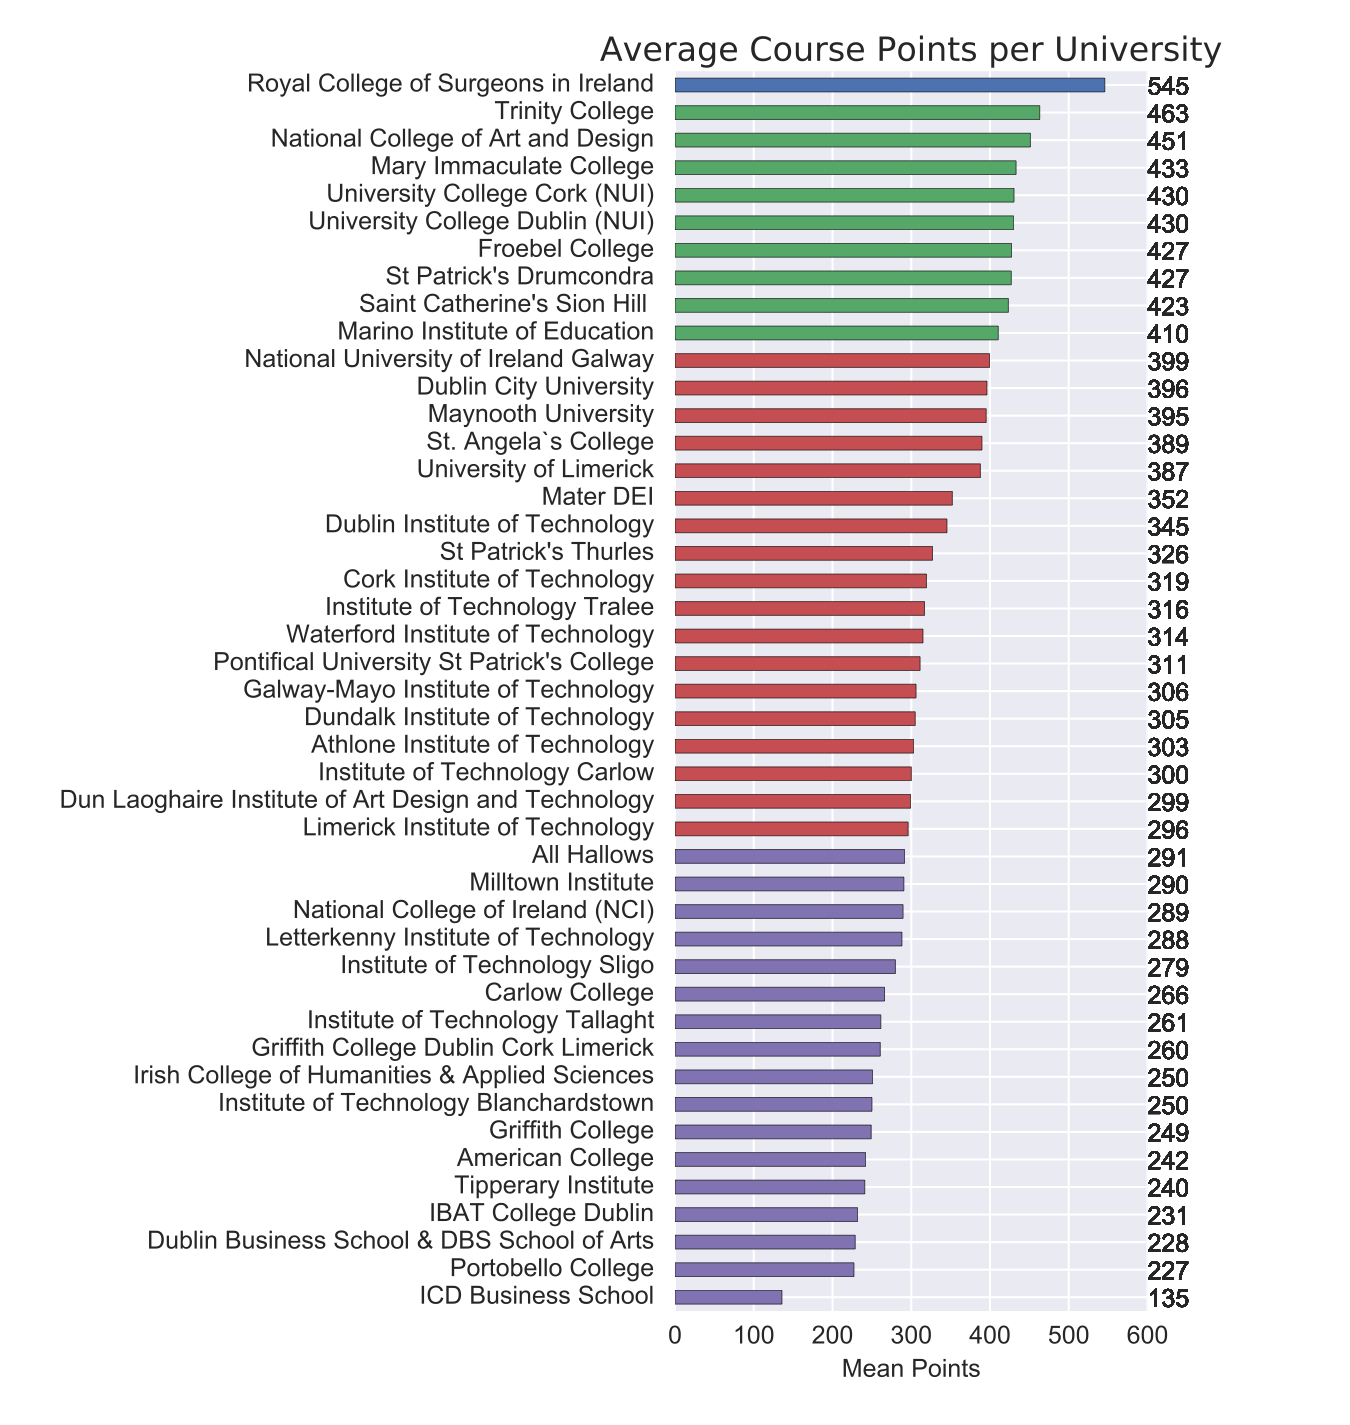 Average Course Points per University
Royal College of Surgeons in Ireland 545
Trinity College 463
National College of Art and Design 451
Mary Immaculate College 433
University College Cork (NUI) 430
University College Dublin (NUI) 430
Froebel College 427
St Patrick's Drumcondra 427
Saint Catherine's Sion Hill 423
Marino Institute of Education 410
National University of Ireland Galway 399
Dublin City University 396
Maynooth University 395
St. Angela`s College 389
University of Limerick 387
Mater DEI 352
Dublin Institute of Technology 345
St Patrick's Thurles 326
Cork Institute of Technology 319
Institute of Technology Tralee 316
Waterford Institute of Technology 314
Pontifical University St Patrick's College 311
Galway-Mayo Institute of Technology 306
Dundalk Institute of Technology 305
Athlone Institute of Technology 303
Institute of Technology Carlow 300
Dun Laoghaire Institute of Art Design and Technology 299
Limerick Institute of Technology 296
All Hallows 291
Milltown Institute 290
National College of Ireland (NCI) 289
Letterkenny Institute of Technology 288
Institute of Technology Sligo 279
Carlow College 266
Institute of Technology Tallaght 261
Griffith College Dublin Cork Limerick 260
Irish College of Humanities & Applied Sciences 250
Institute of Technology Blanchardstown 250
Griffith College 249
American College 242
Tipperary Institute 240
IBAT College Dublin 231
Dublin Business School & DBS School of Arts 228
Portobello College 227
ICD Business School 135
0 100 200 300 400 500 600
Mean Points